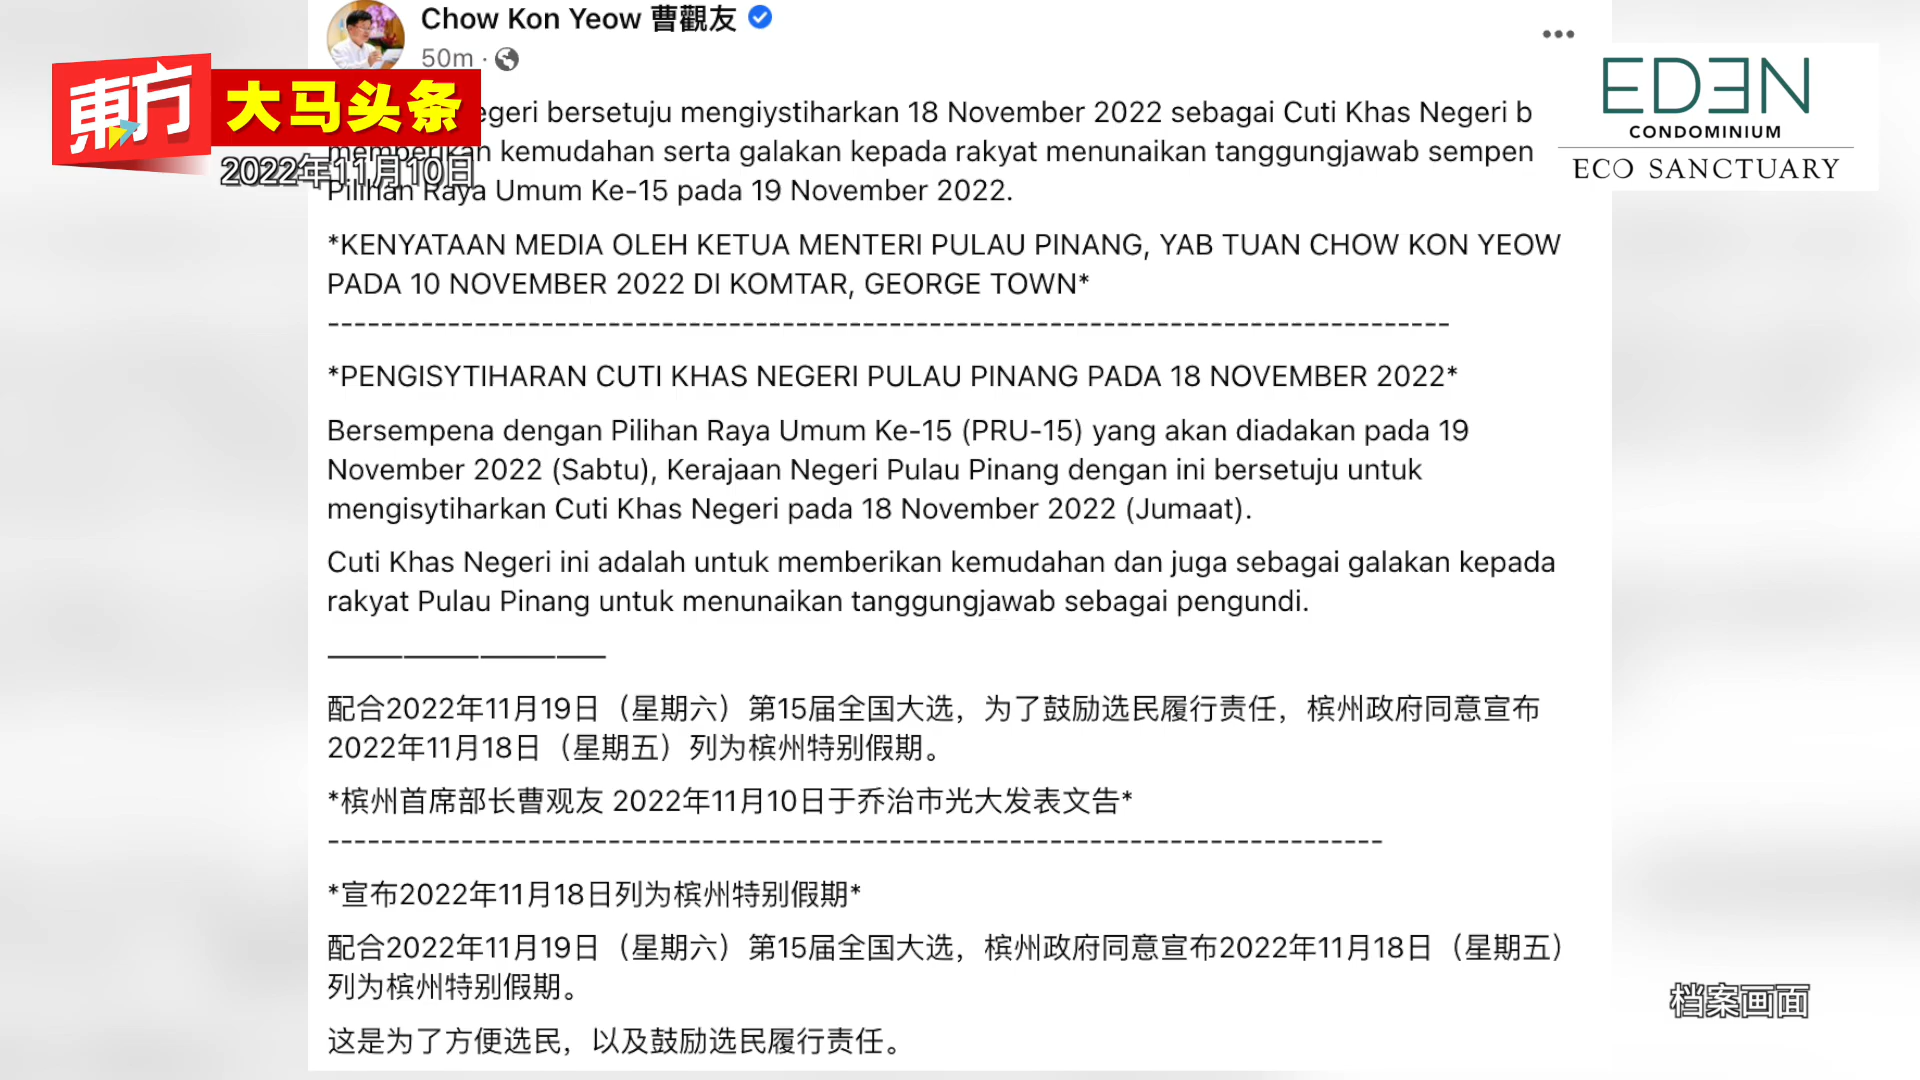 Chow Kon Yeow 曹觀友
50m ·
東方
大马头条
2022年11月10日
EDEN
CONDOMINIUM
ECO SANCTUARY
egeri bersetuju mengiystiharkan 18 November 2022 sebagai Cuti Khas Negeri b
memberikan kemudahan serta galakan kepada rakyat menunaikan tanggungjawab sempen
Pilihan Raya Umum Ke-15 pada 19 November 2022.
*KENYATAAN MEDIA OLEH KETUA MENTERI PULAU PINANG, YAB TUAN CHOW KON YEOW
PADA 10 NOVEMBER 2022 DI KOMTAR, GEORGE TOWN*
-------------------------------------------------------------------------------------
*PENGISYTIHARAN CUTI KHAS NEGERI PULAU PINANG PADA 18 NOVEMBER 2022*
Bersempena dengan Pilihan Raya Umum Ke-15 (PRU-15) yang akan diadakan pada 19
November 2022 (Sabtu), Kerajaan Negeri Pulau Pinang dengan ini bersetuju untuk
mengisytiharkan Cuti Khas Negeri pada 18 November 2022 (Jumaat).
Cuti Khas Negeri ini adalah untuk memberikan kemudahan dan juga sebagai galakan kepada
rakyat Pulau Pinang untuk menunaikan tanggungjawab sebagai pengundi.
———————————
配合2022年11月19日（星期六）第15届全国大选，为了鼓励选民履行责任，槟州政府同意宣布
2022年11月18日（星期五）列为槟州特别假期。
*槟州首席部长曹观友 2022年11月10日于乔治市光大发表文告*
--------------------------------------------------------------------------------
*宣布2022年11月18日列为槟州特别假期*
配合2022年11月19日（星期六）第15届全国大选，槟州政府同意宣布2022年11月18日（星期五）
列为槟州特别假期。
这是为了方便选民，以及鼓励选民履行责任。
档案画面